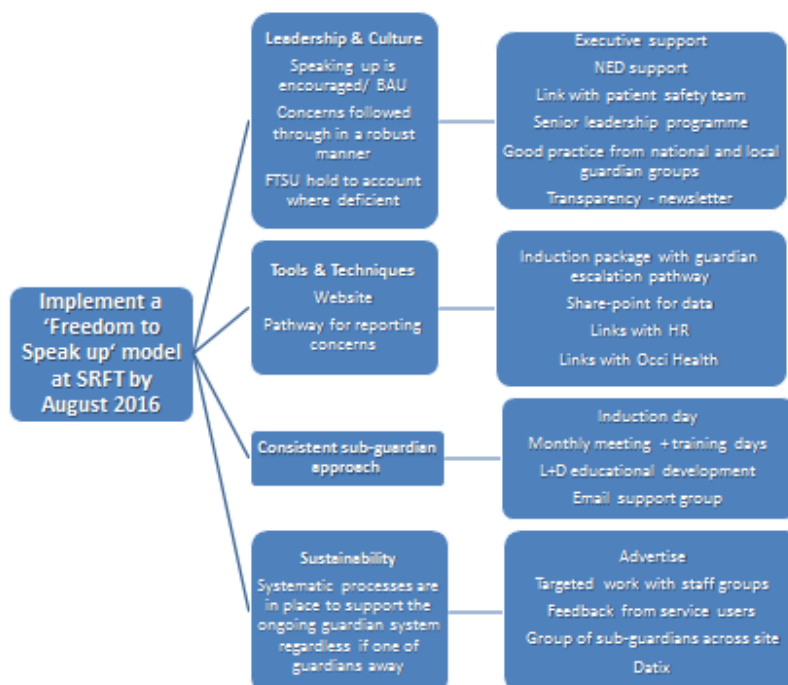 Implement a
‘Freedom to
Speak up’ model
at SRFT by
August 2016
Leadership & Culture
Speaking up is
encouraged/ BAU
Concerns followed
through in a robust
manner
FTSU hold to account
where deficient
Executive support
NED support
Link with patient safety team
Senior leadership programme
Good practice from national and local
guardian groups
Transparency - newsletter
Tools & Techniques
Website
Pathway for reporting
concerns
Induction package with guardian
escalation pathway
Share-point for data
Links with HR
Links with Occi Health
Consistent sub-guardian
approach
Induction day
Monthly meeting + training days
L+D educational development
Email support group
Sustainability
Systematic processes are
in place to support the
ongoing guardian system
regardless if one of
guardians away
Advertise
Targeted work with staff groups
Feedback from service users
Group of sub-guardians across site
Datix